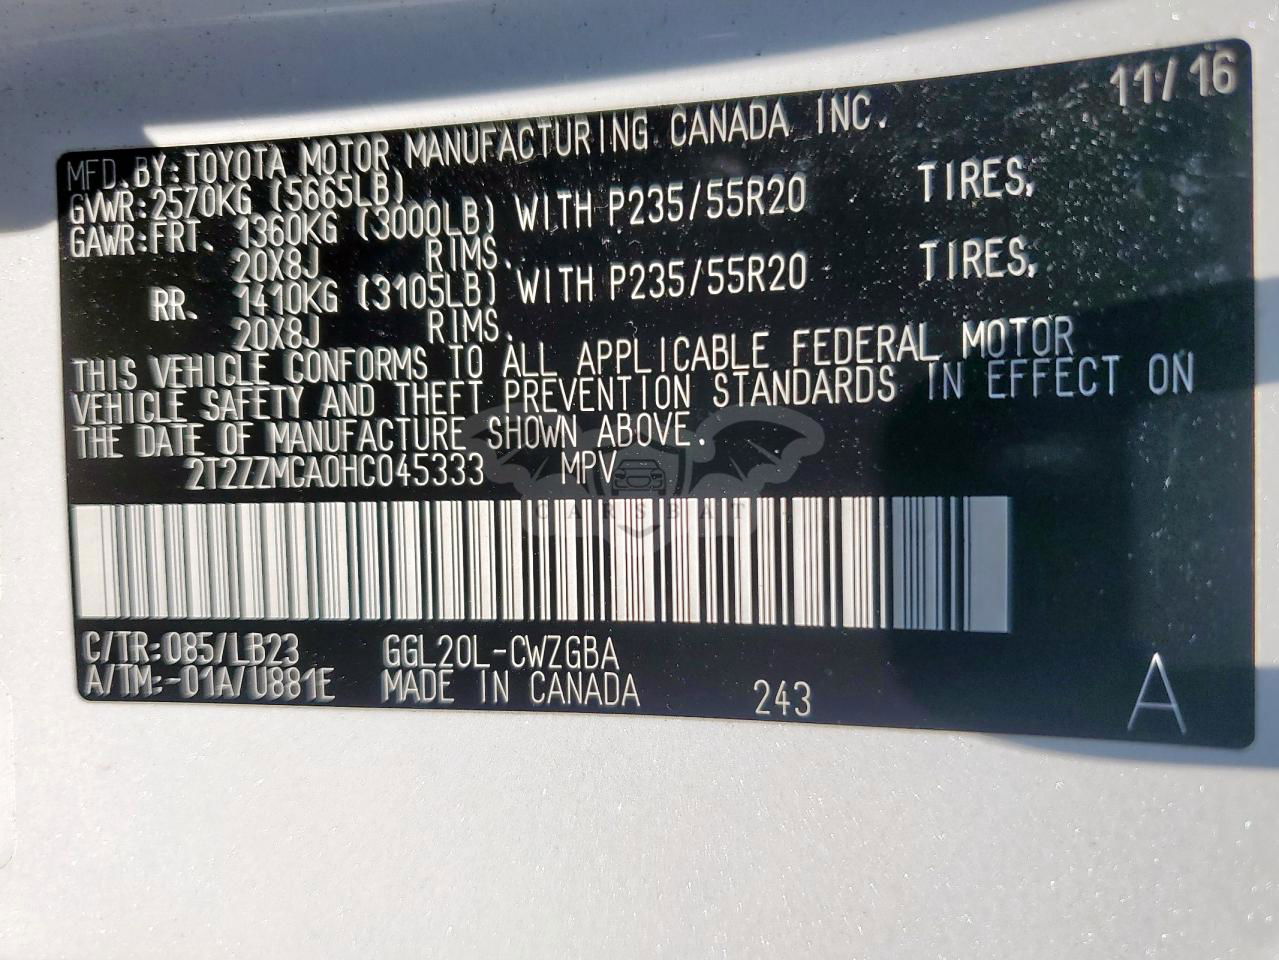 11/16
MFD. BY: TOYOTA MOTOR MANUFACTURING CANADA INC.
GVWR: 2570KG (5665LB)
GAWR: FRT. 1360KG (3000LB) WITH P235/55R20 TIRES,
20X8J RIMS.
RR. 1410KG (3105LB) WITH P235/55R20 TIRES,
20X8J RIMS.
THIS VEHICLE CONFORMS TO ALL APPLICABLE FEDERAL MOTOR
VEHICLE SAFETY AND THEFT PREVENTION STANDARDS IN EFFECT ON
THE DATE OF MANUFACTURE SHOWN ABOVE.
2T2ZZMCA0HC045333 MPV
CARSBAT
C/TR: 085/LB23 GGL20L-CWZGBA
A/TM: -01A/U881E MADE IN CANADA 243 A